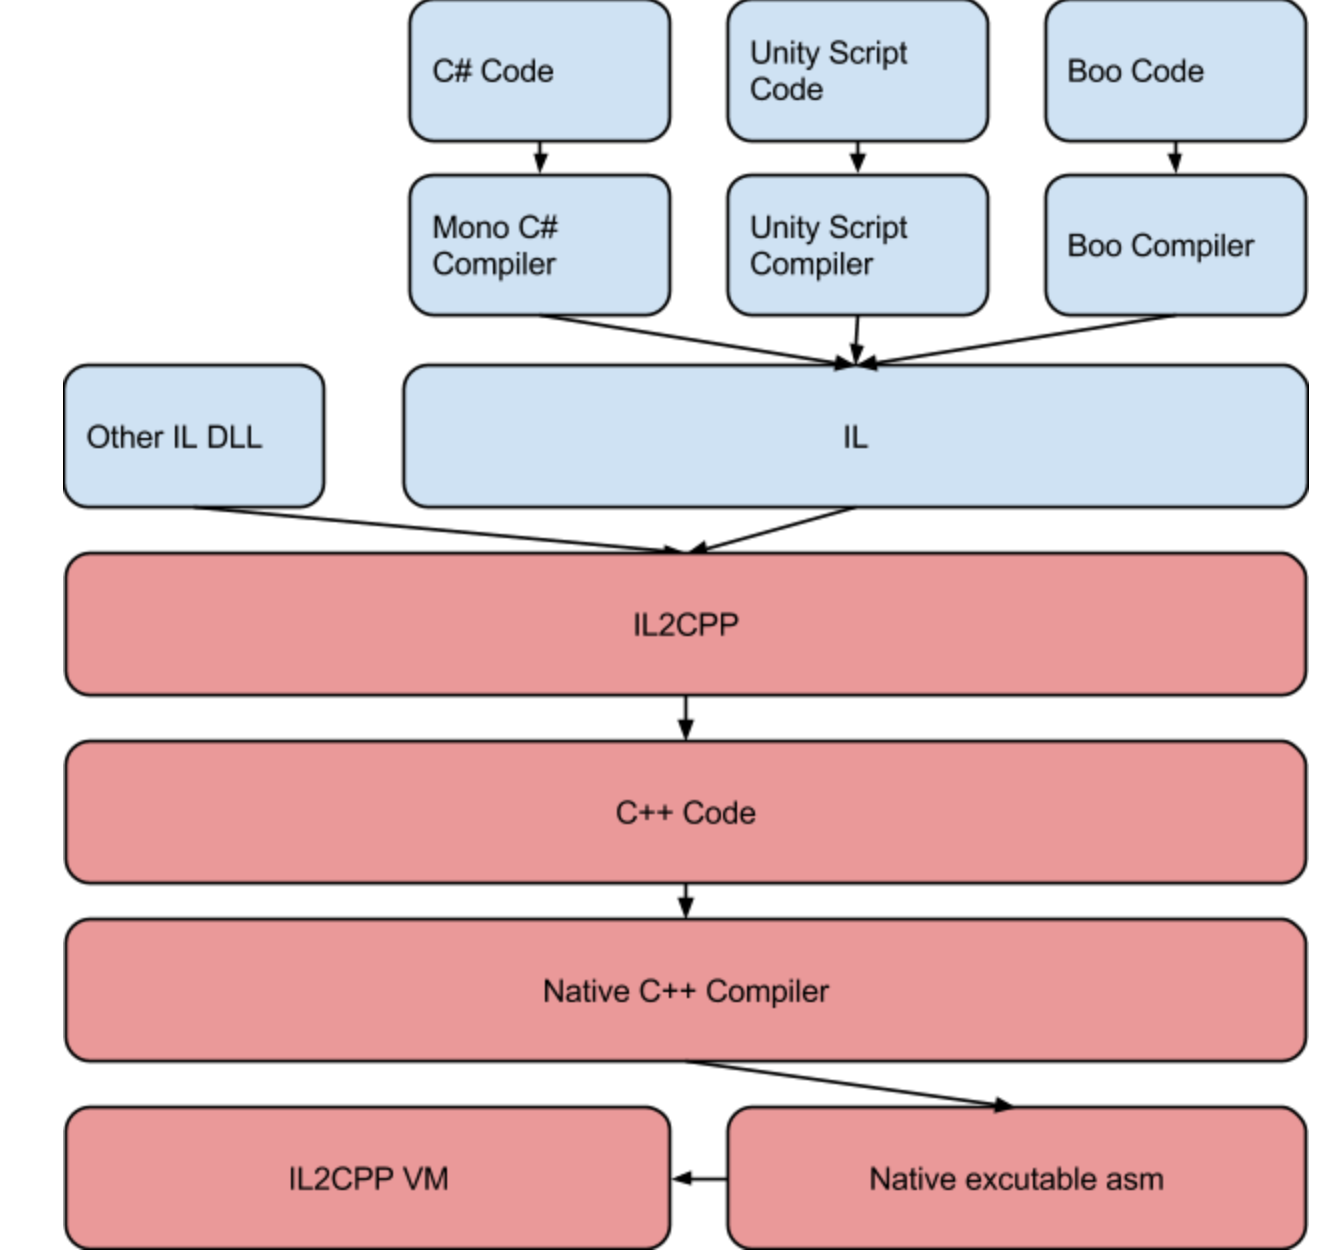 C# Code
Unity Script
Code
Boo Code
Mono C#
Compiler
Unity Script
Compiler
Boo Compiler
Other IL DLL
IL
IL2CPP
C++ Code
Native C++ Compiler
IL2CPP VM
Native excutable asm